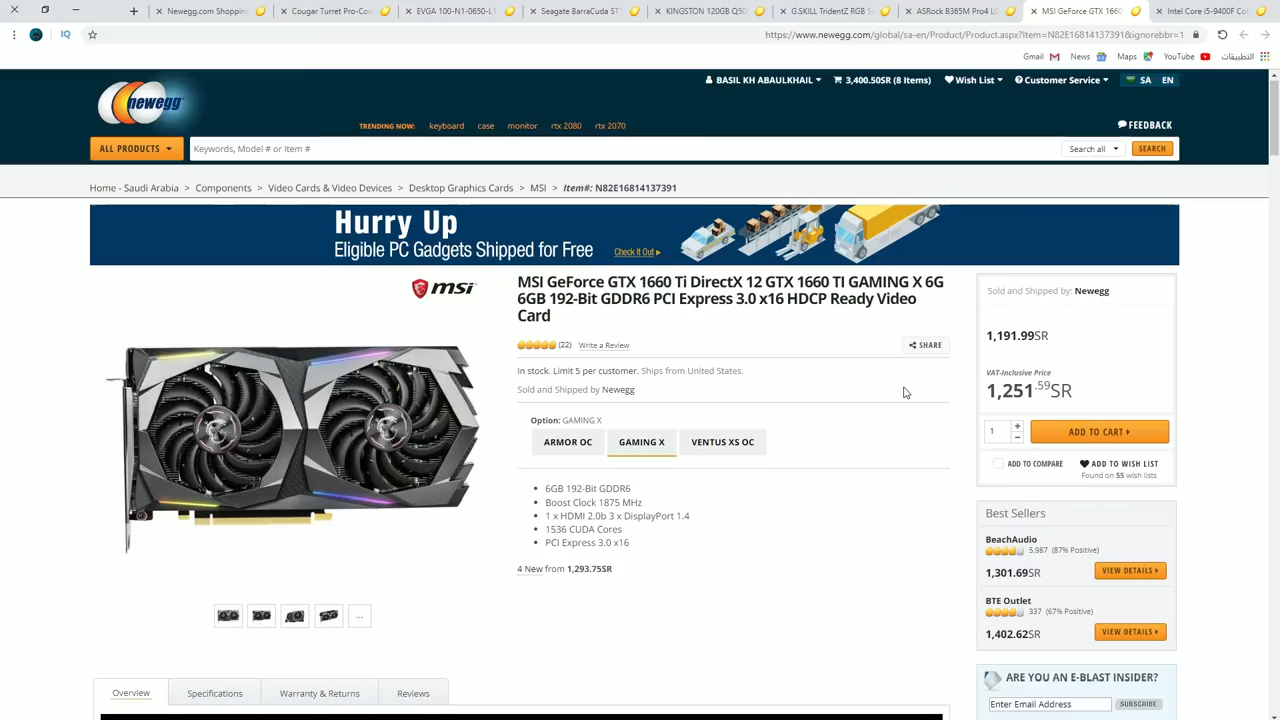 Newegg.com Shopping
Cougar Turret Pro-Coo
EVGA 100-N1-0650-L1
Seagate BarraCuda ST1
KINGSTON 120GB Q50
G.SKILL TridentZ RGB S
ASRock B365M Pro4 L
MSI GeForce GTX 1660
Intel Core i5-9400F Co
IQ
https://www.newegg.com/global/sa-en/Product/Product.aspx?Item=N82E16814137391&ignorebbr=1
Gmail
News
Maps
YouTube
التطبيقات
newegg
BASIL KH ABAULKHAIL
3,400.50SR (8 Items)
Wish List
Customer Service
SA
EN
TRENDING NOW: keyboard case monitor rtx 2080 rtx 2070
FEEDBACK
ALL PRODUCTS
Keywords, Model # or Item #
Search all
SEARCH
Home - Saudi Arabia > Components > Video Cards & Video Devices > Desktop Graphics Cards > MSI > Item#: N82E16814137391
Hurry Up
Eligible PC Gadgets Shipped for Free
Check It Out
msi
MSI GeForce GTX 1660 Ti DirectX 12 GTX 1660 TI GAMING X 6G
6GB 192-Bit GDDR6 PCI Express 3.0 x16 HDCP Ready Video
Card
(22) Write a Review
SHARE
In stock. Limit 5 per customer. Ships from United States.
Sold and Shipped by Newegg
Option: GAMING X
ARMOR OC
GAMING X
VENTUS XS OC
6GB 192-Bit GDDR6
Boost Clock 1875 MHz
1 x HDMI 2.0b 3 x DisplayPort 1.4
1536 CUDA Cores
PCI Express 3.0 x16
4 New from 1,293.75SR
...
Sold and Shipped by: Newegg
1,191.99SR
VAT-Inclusive Price
1,251.59SR
1
+
−
ADD TO CART
ADD TO COMPARE
ADD TO WISH LIST
Found on 55 wish lists
Best Sellers
BeachAudio
5,987 (87% Positive)
1,301.69SR
VIEW DETAILS
BTE Outlet
337 (67% Positive)
1,402.62SR
VIEW DETAILS
ARE YOU AN E-BLAST INSIDER?
Enter Email Address
SUBSCRIBE
Overview
Specifications
Warranty & Returns
Reviews